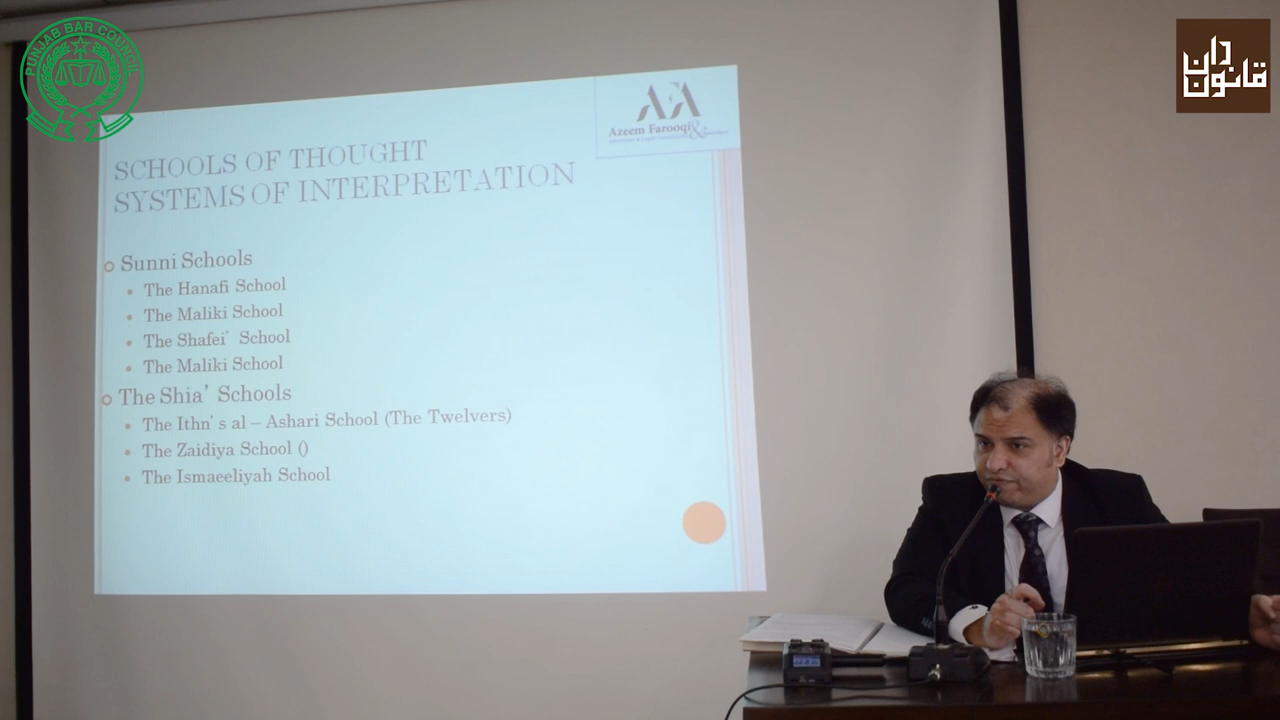 PUNJAB BAR COUNCIL
قانون دان
AFA
Azeem Farooqi &
SCHOOLS OF THOUGHT
SYSTEMS OF INTERPRETATION
Sunni Schools
The Hanafi School
The Maliki School
The Shafei’ School
The Maliki School
The Shia’ Schools
The Ithn’ s al – Ashari School (The Twelvers)
The Zaidiya School ()
The Ismaeeliyah School